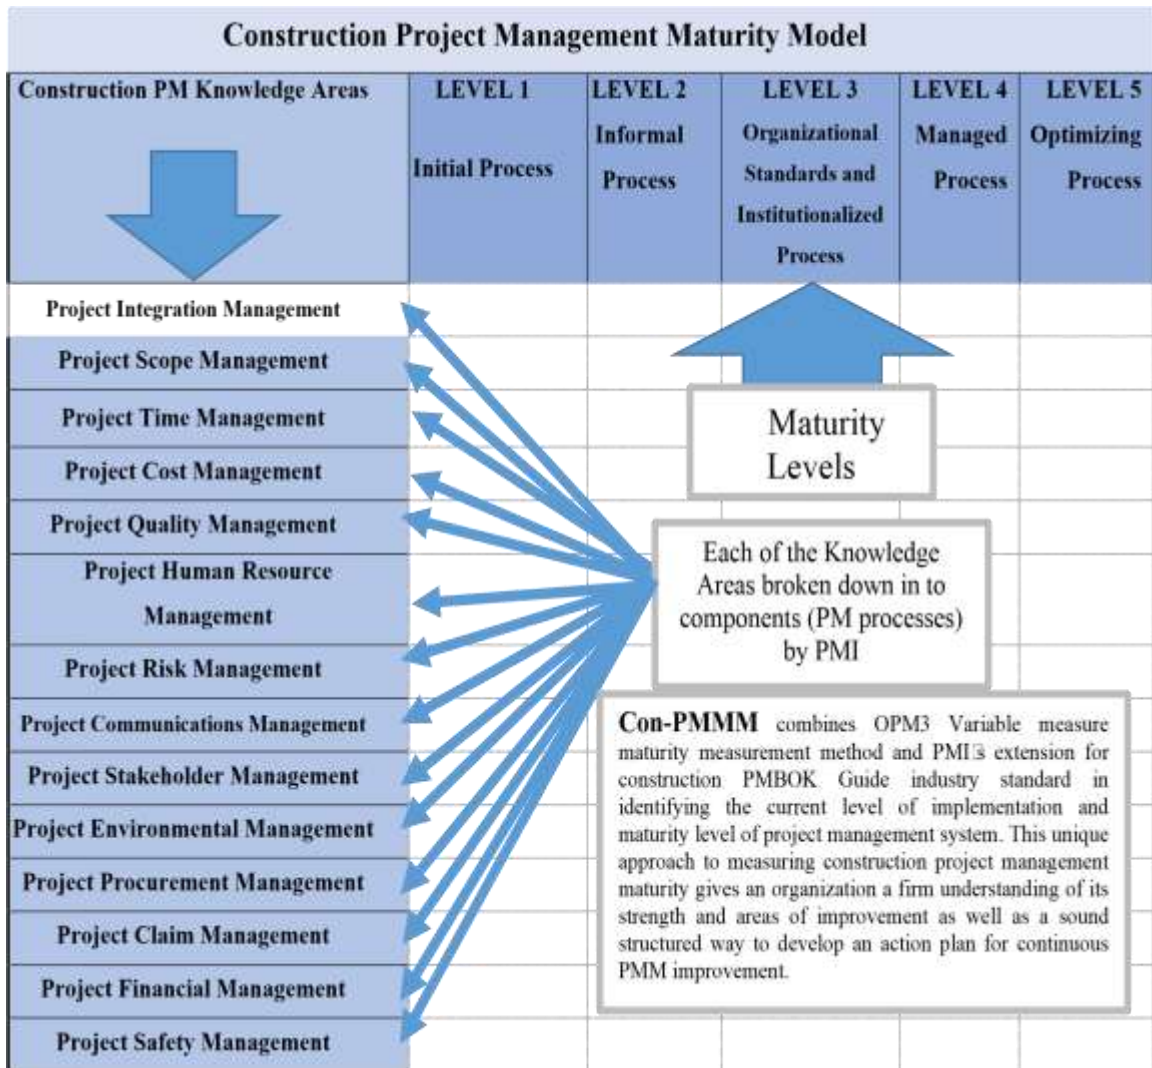 Construction Project Management Maturity Model
Construction PM Knowledge Areas
LEVEL 1
Initial Process
LEVEL 2
Informal
Process
LEVEL 3
Organizational
Standards and
Institutionalized
Process
LEVEL 4
Managed
Process
LEVEL 5
Optimizing
Process
Project Integration Management
Project Scope Management
Project Time Management
Project Cost Management
Project Quality Management
Project Human Resource
Management
Project Risk Management
Project Communications Management
Project Stakeholder Management
Project Environmental Management
Project Procurement Management
Project Claim Management
Project Financial Management
Project Safety Management
Maturity
Levels
Each of the Knowledge
Areas broken down in to
components (PM processes)
by PMI
Con-PMMM combines OPM3 Variable measure
maturity measurement method and PMI s extension for
construction PMBOK Guide industry standard in
identifying the current level of implementation and
maturity level of project management system. This unique
approach to measuring construction project management
maturity gives an organization a firm understanding of its
strength and areas of improvement as well as a sound
structured way to develop an action plan for continuous
PMM improvement.